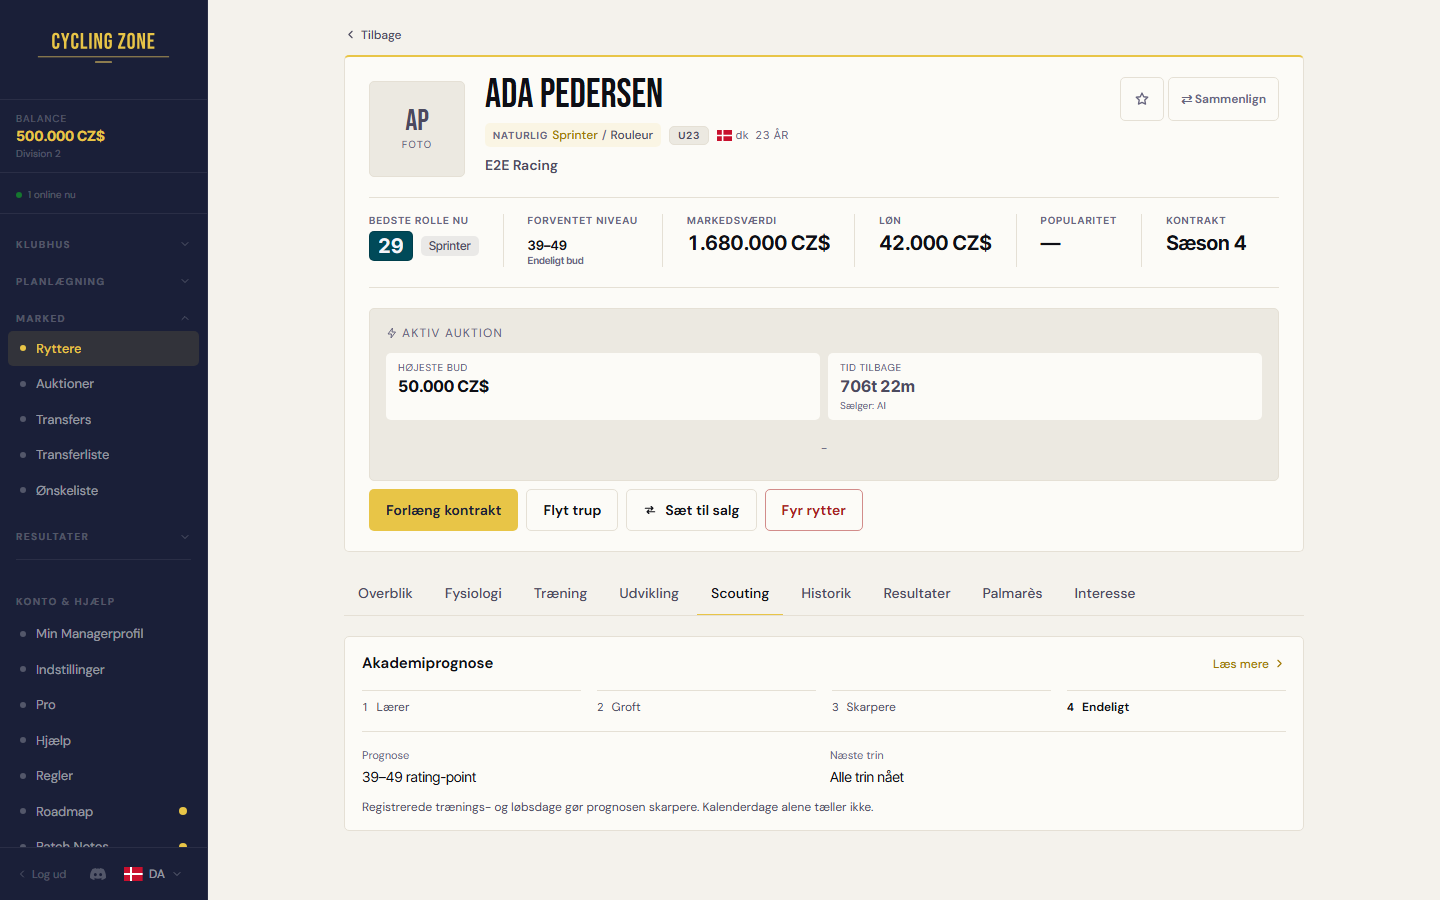 CYCLING ZONE
BALANCE
500.000 CZ$
Division 2
1 online nu
KLUBHUS
PLANLÆGNING
MARKED
Ryttere
Auktioner
Transfers
Transferliste
Ønskeliste
RESULTATER
KONTO & HJÆLP
Min Managerprofil
Indstillinger
Pro
Hjælp
Regler
Roadmap
Patch Notes
Log ud
DA
Tilbage
AP
FOTO
ADA PEDERSEN
NATURLIG Sprinter / Rouleur
U23
dk 23 ÅR
E2E Racing
Sammenlign
BEDSTE ROLLE NU
29 Sprinter
FORVENTET NIVEAU
39–49
Endeligt bud
MARKEDSVÆRDI
1.680.000 CZ$
LØN
42.000 CZ$
POPULARITET
—
KONTRAKT
Sæson 4
AKTIV AUKTION
HØJESTE BUD
50.000 CZ$
TID TILBAGE
706t 22m
Sælger: AI
–
Forlæng kontrakt
Flyt trup
Sæt til salg
Fyr rytter
Overblik
Fysiologi
Træning
Udvikling
Scouting
Historik
Resultater
Palmarès
Interesse
Akademiprognose
Læs mere
1 Lærer
2 Groft
3 Skarpere
4 Endeligt
Prognose
39–49 rating-point
Næste trin
Alle trin nået
Registrerede trænings- og løbsdage gør prognosen skarpere. Kalenderdage alene tæller ikke.